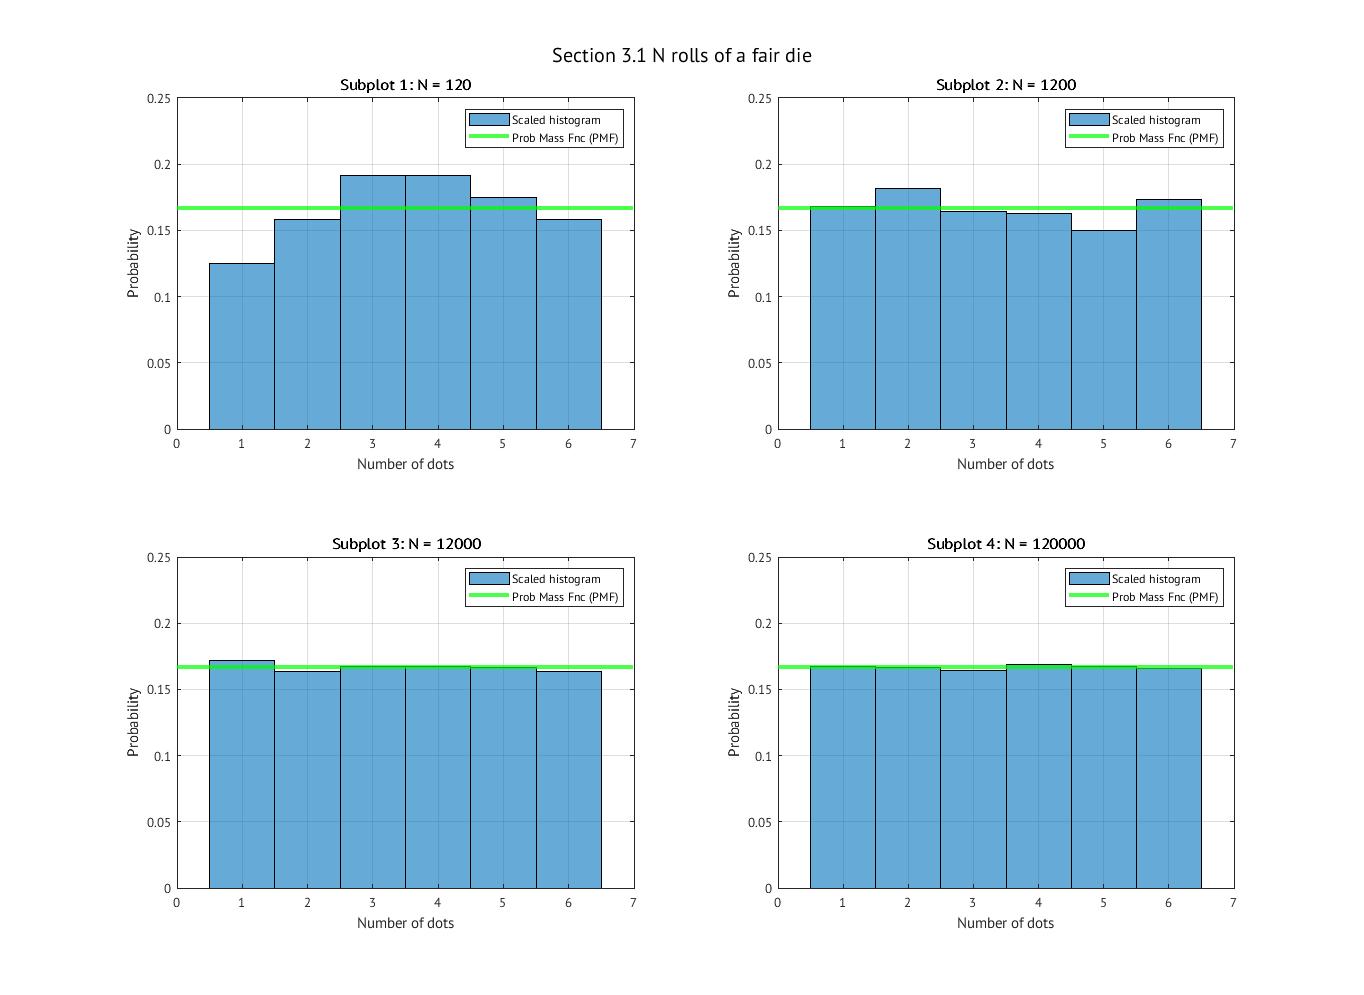 Section 3.1 N rolls of a fair die
Subplot 1: N = 120
0.25
0.2
0.15
0.1
0.05
0
Probability
Scaled histogram
Prob Mass Fnc (PMF)
0 1 2 3 4 5 6 7
Number of dots
Subplot 2: N = 1200
0.25
0.2
0.15
0.1
0.05
0
Probability
Scaled histogram
Prob Mass Fnc (PMF)
0 1 2 3 4 5 6 7
Number of dots
Subplot 3: N = 12000
0.25
0.2
0.15
0.1
0.05
0
Probability
Scaled histogram
Prob Mass Fnc (PMF)
0 1 2 3 4 5 6 7
Number of dots
Subplot 4: N = 120000
0.25
0.2
0.15
0.1
0.05
0
Probability
Scaled histogram
Prob Mass Fnc (PMF)
0 1 2 3 4 5 6 7
Number of dots